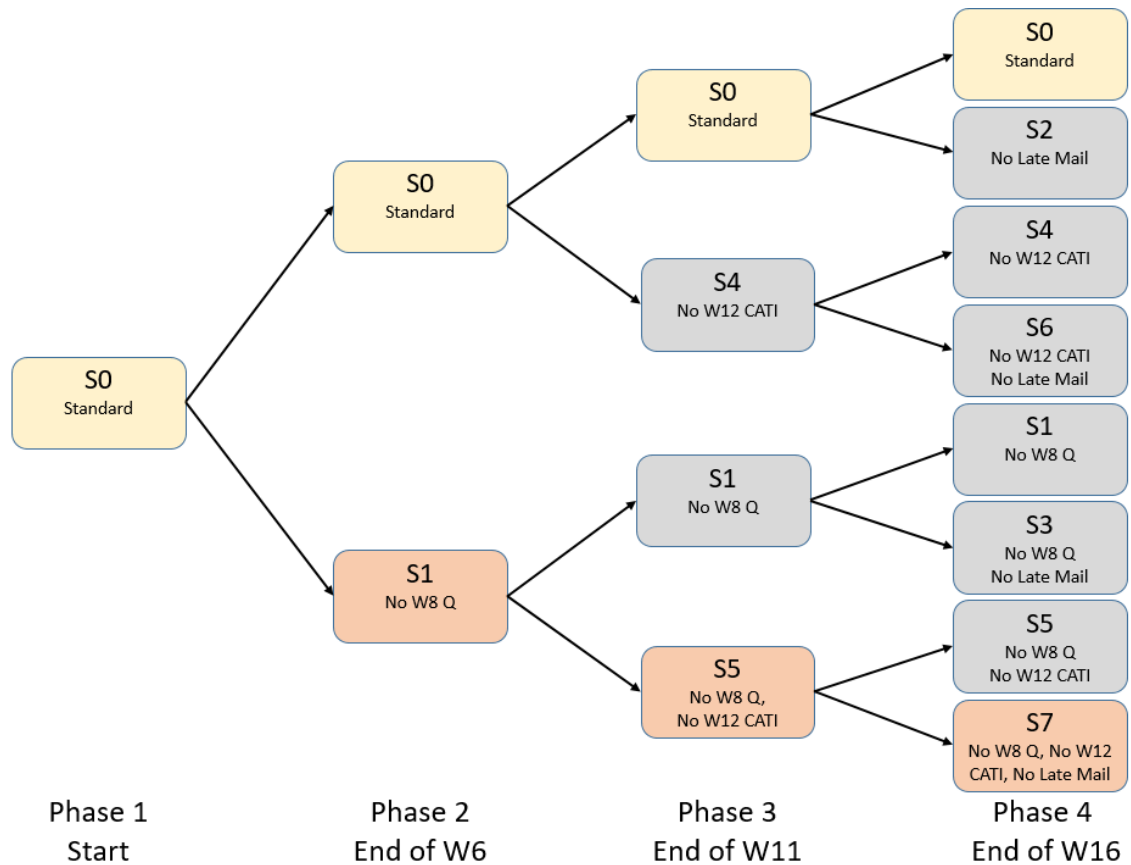 S0
Standard
S0
Standard
S1
No W8 Q
S0
Standard
S4
No W12 CATI
S1
No W8 Q
S5
No W8 Q,
No W12 CATI
S0
Standard
S2
No Late Mail
S4
No W12 CATI
S6
No W12 CATI
No Late Mail
S1
No W8 Q
S3
No W8 Q
No Late Mail
S5
No W8 Q
No W12 CATI
S7
No W8 Q, No W12
CATI, No Late Mail
Phase 1
Start
Phase 2
End of W6
Phase 3
End of W11
Phase 4
End of W16